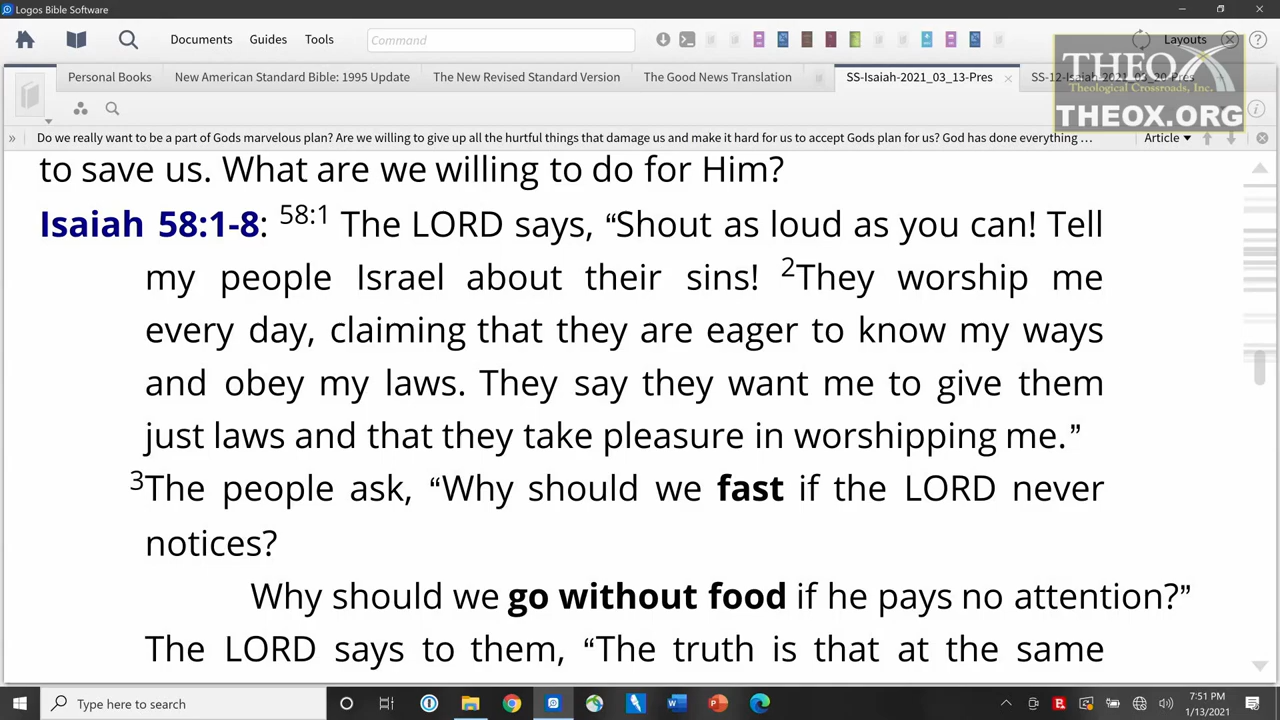 Logos Bible Software
Documents Guides Tools Command Layouts
THEOX
Theological Crossroads, Inc.
THEOX.ORG
Personal Books New American Standard Bible: 1995 Upda The New Revised Standard Version The Good News Translation SS-Isaiah-2021_03_13-Pres SS-12-Isaiah-2021_03_20-Pres
» Do we really want to be a part of Gods marvelous plan? Are we willing to give up all the hurtful things that damage us and make it hard for us to accept Gods plan for us? God has done everything … Article
to save us. What are we willing to do for Him?
Isaiah 58:1-8: 58:1 The LORD says, “Shout as loud as you can! Tell
my people Israel about their sins! 2They worship me
every day, claiming that they are eager to know my ways
and obey my laws. They say they want me to give them
just laws and that they take pleasure in worshipping me.”
3The people ask, “Why should we fast if the LORD never
notices?
Why should we go without food if he pays no attention?”
The LORD says to them, “The truth is that at the same
Type here to search
7:51 PM
1/13/2021